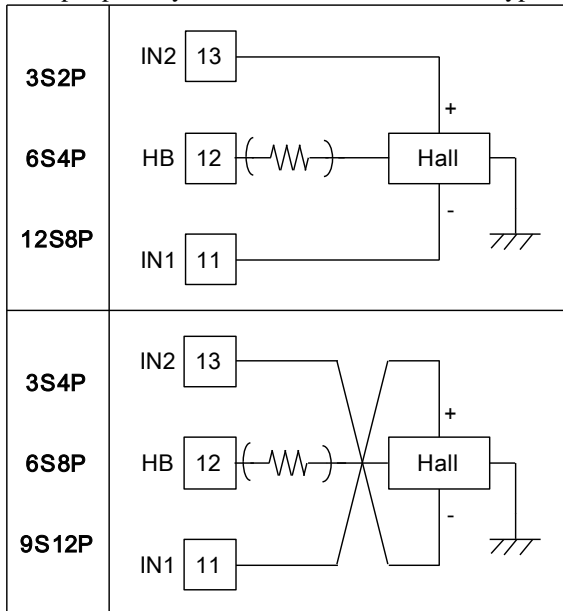 3S2P
6S4P
12S8P
IN2 13
+
HB 12 ( ) Hall
-
IN1 11
3S4P
6S8P
9S12P
IN2 13
+
HB 12 ( ) Hall
-
IN1 11